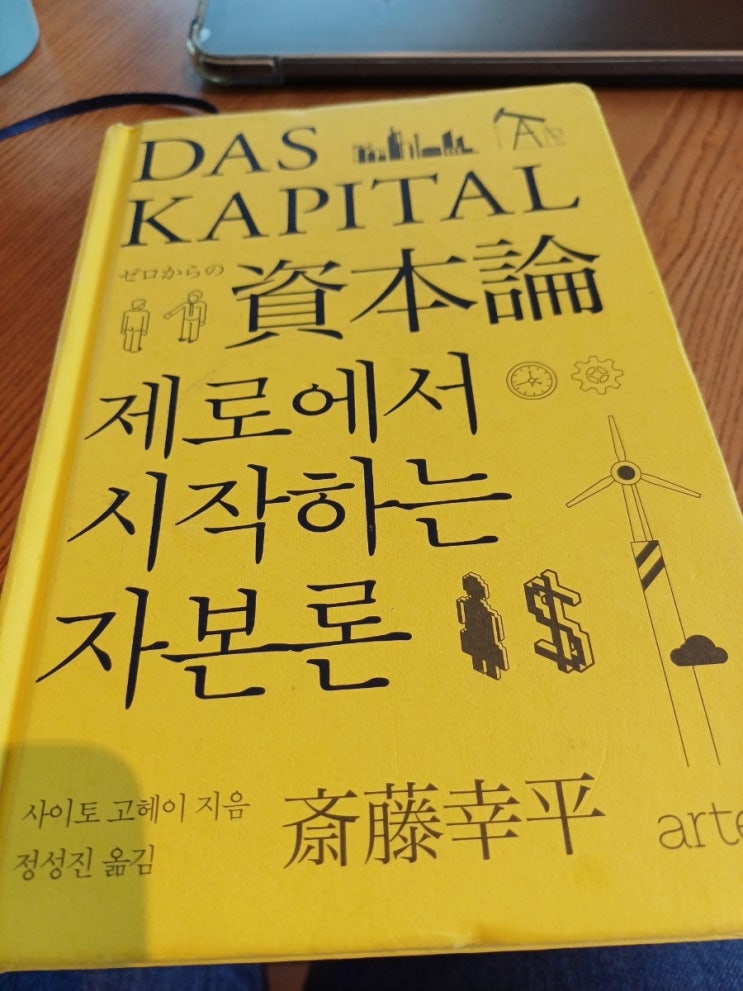 DAS
KAPITAL
ゼロからの
資本論
제로에서
시작하는
자본론
사이토 고헤이 지음
정성진 옮김
斎藤幸平
arte